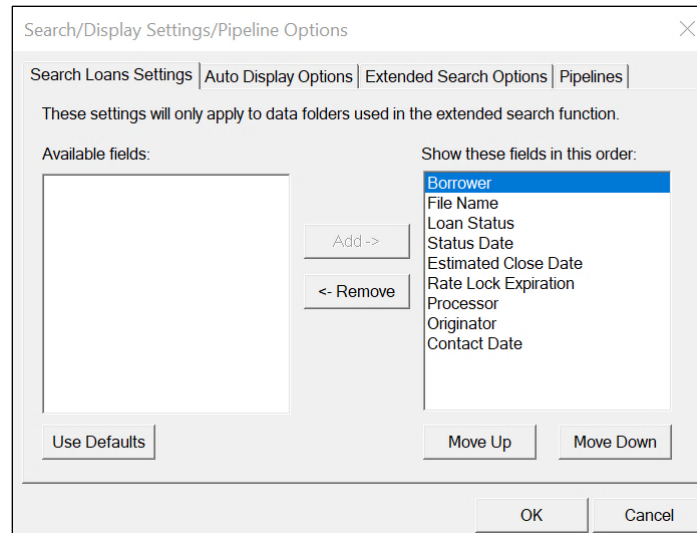 Search/Display Settings/Pipeline Options
Search Loans Settings Auto Display Options Extended Search Options Pipelines
These settings will only apply to data folders used in the extended search function.
Available fields: Show these fields in this order:
Borrower
File Name
Loan Status
Add -> Status Date
Estimated Close Date
<- Remove Rate Lock Expiration
Processor
Originator
Contact Date
Use Defaults Move Up Move Down
OK Cancel